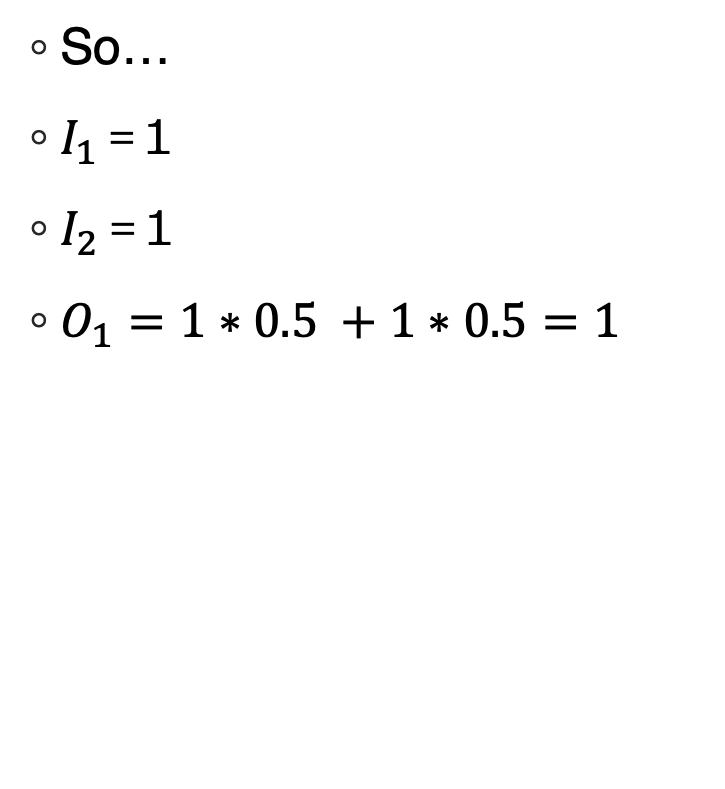 ◦ So…
◦ I₁ = 1
◦ I₂ = 1
◦ O₁ = 1 ∗ 0.5 + 1 ∗ 0.5 = 1